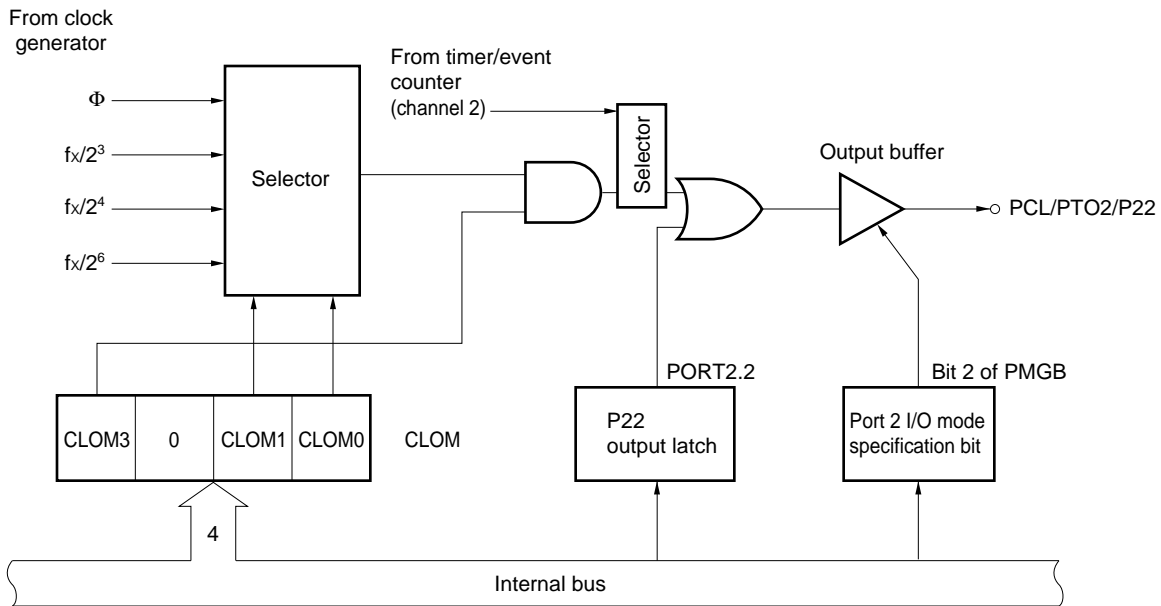 From clock
generator
Φ
fX/2³
fX/2⁴
fX/2⁶
Selector
From timer/event
counter
(channel 2)
Selector
Output buffer
PCL/PTO2/P22
PORT2.2
Bit 2 of PMGB
CLOM3 0 CLOM1 CLOM0 CLOM
P22
output latch
Port 2 I/O mode
specification bit
4
Internal bus